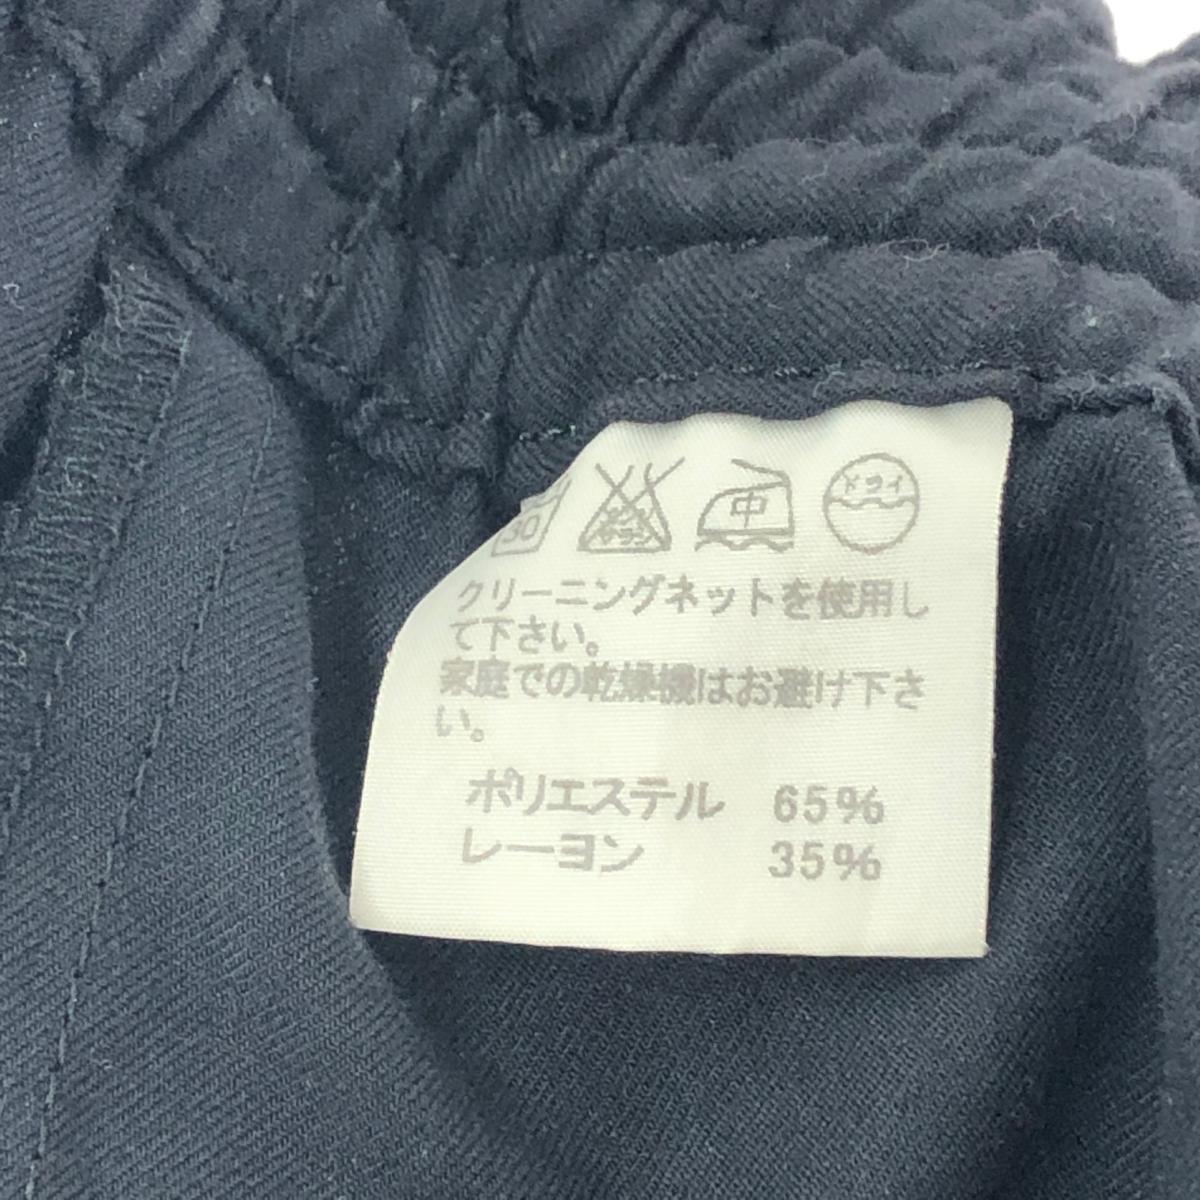 30
中
ドライ
クリーニングネットを使用し
て下さい。
家庭での乾燥機はお避け下さ
い。
ポリエステル 65%
レーヨン 35%